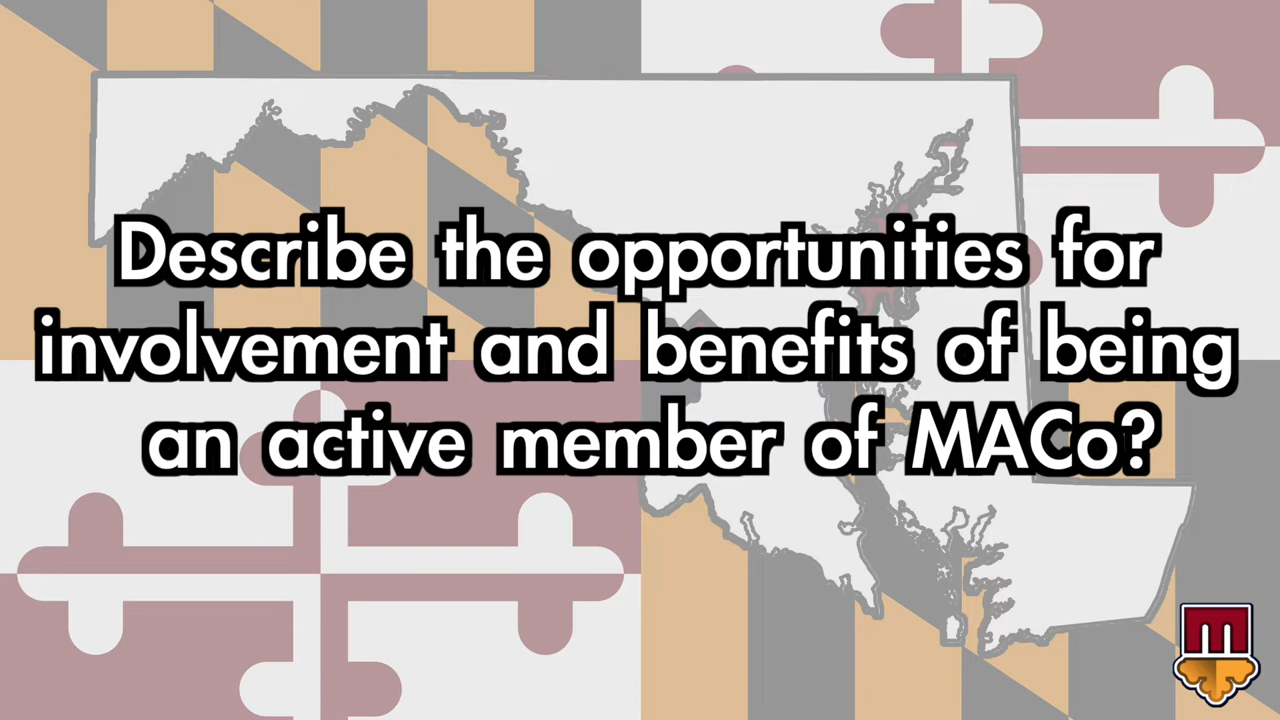 Describe the opportunities for
involvement and benefits of being
an active member of MACo?
M